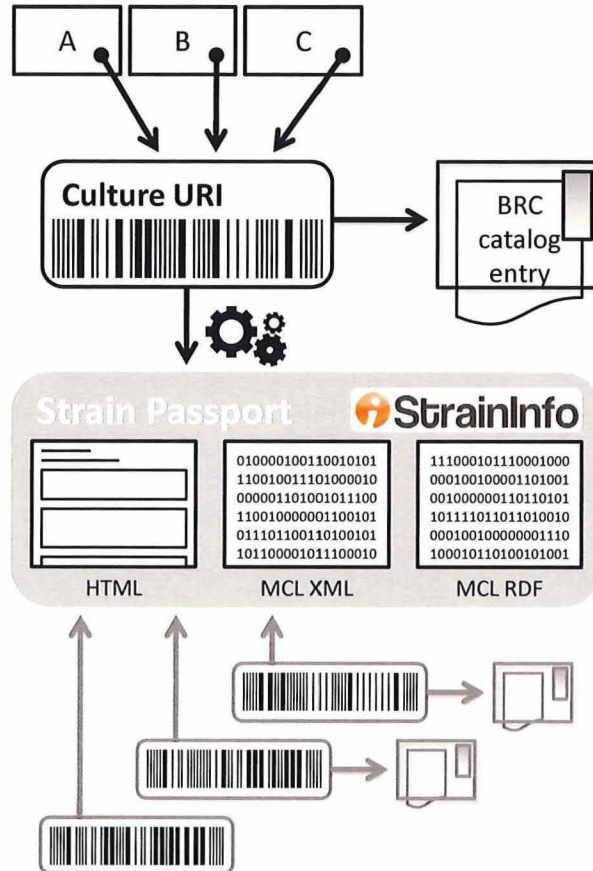 A B C
Culture URI
BRC
catalog
entry
Strain Passport
StrainInfo
010000100110010101
110010011101000010
000001101001011100
110010000001100101
011101100110100101
101100001011100010
111000101110001000
000100100001101001
001000000110110101
101111011011010010
000100100000001110
100010110100101001
HTML
MCL XML
MCL RDF